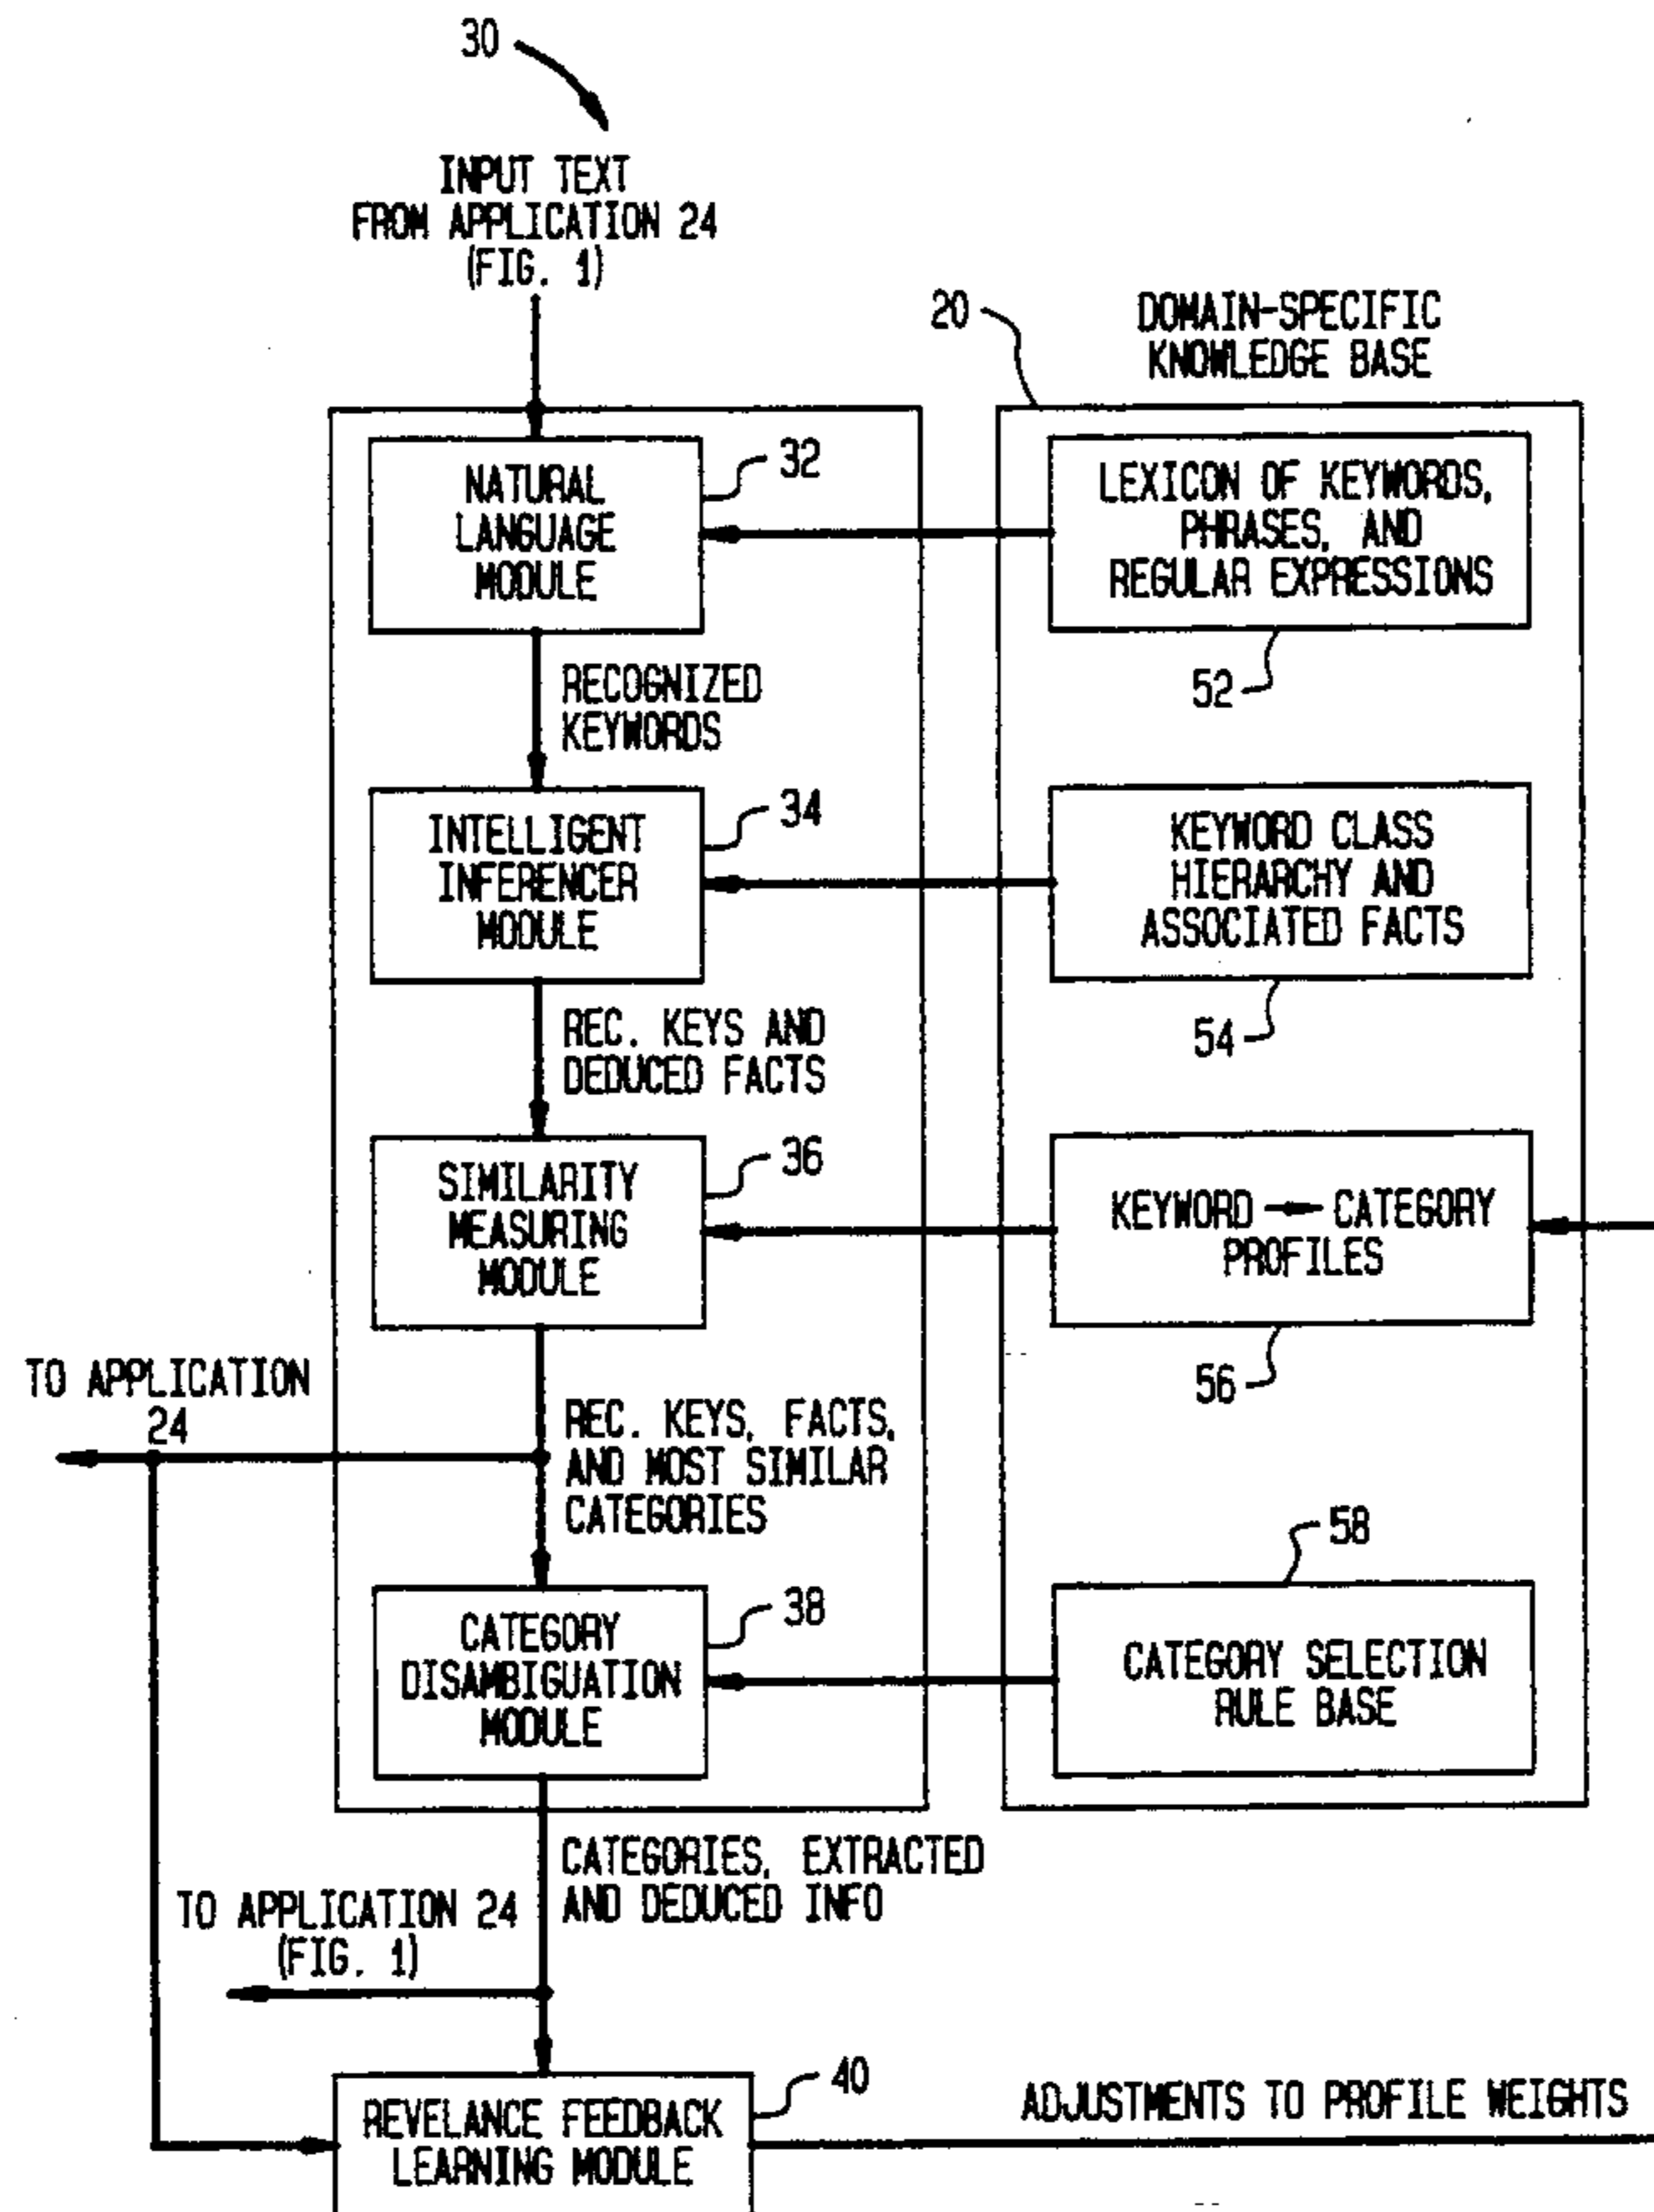 30
INPUT TEXT
FROM APPLICATION 24
(FIG. 1)
20
DOMAIN-SPECIFIC
KNOWLEDGE BASE
NATURAL
LANGUAGE
MODULE
32
LEXICON OF KEYWORDS,
PHRASES, AND
REGULAR EXPRESSIONS
52
RECOGNIZED
KEYWORDS
INTELLIGENT
INFERENCER
MODULE
34
KEYWORD CLASS
HIERARCHY AND
ASSOCIATED FACTS
54
REC. KEYS AND
DEDUCED FACTS
SIMILARITY
MEASURING
MODULE
36
KEYWORD CATEGORY
PROFILES
56
TO APPLICATION
24
REC. KEYS, FACTS,
AND MOST SIMILAR
CATEGORIES
58
CATEGORY
DISAMBIGUATION
MODULE
38
CATEGORY SELECTION
RULE BASE
CATEGORIES, EXTRACTED
AND DEDUCED INFO
TO APPLICATION 24
(FIG. 1)
REVELANCE FEEDBACK
LEARNING MODULE
40
ADJUSTMENTS TO PROFILE WEIGHTS